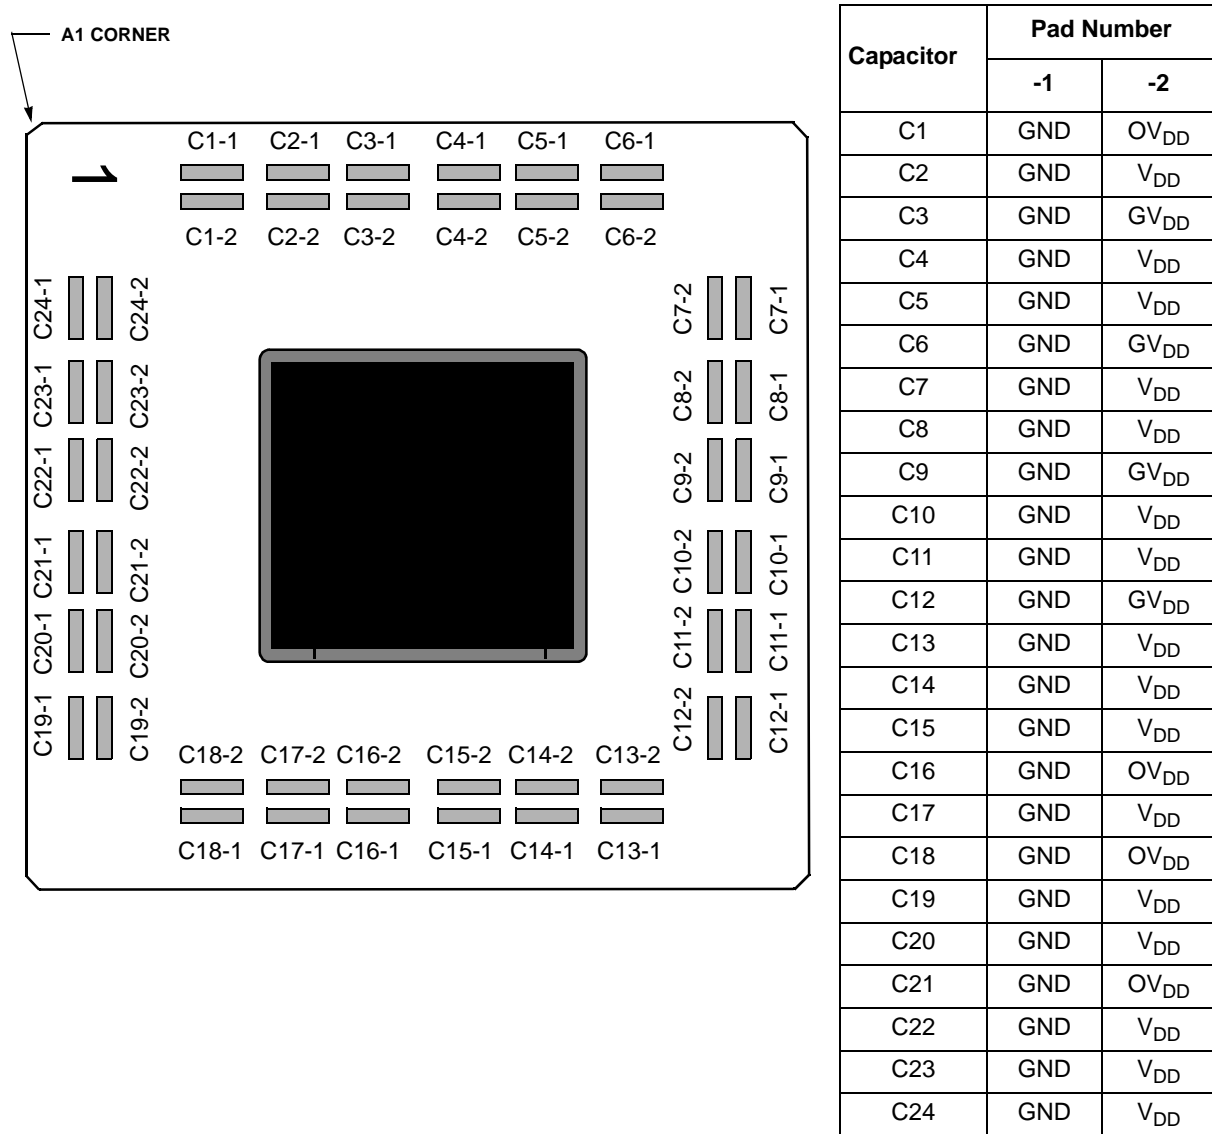 A1 CORNER
1
C1-1 C2-1 C3-1 C4-1 C5-1 C6-1
C1-2 C2-2 C3-2 C4-2 C5-2 C6-2
C24-1 C24-2 C7-2 C7-1
C23-1 C23-2 C8-2 C8-1
C22-1 C22-2 C9-2 C9-1
C21-1 C21-2 C10-2 C10-1
C20-1 C20-2 C11-2 C11-1
C19-1 C19-2 C12-2 C12-1
C18-2 C17-2 C16-2 C15-2 C14-2 C13-2
C18-1 C17-1 C16-1 C15-1 C14-1 C13-1
Capacitor Pad Number
-1 -2
C1 GND OVDD
C2 GND VDD
C3 GND GVDD
C4 GND VDD
C5 GND VDD
C6 GND GVDD
C7 GND VDD
C8 GND VDD
C9 GND GVDD
C10 GND VDD
C11 GND VDD
C12 GND GVDD
C13 GND VDD
C14 GND VDD
C15 GND VDD
C16 GND OVDD
C17 GND VDD
C18 GND OVDD
C19 GND VDD
C20 GND VDD
C21 GND OVDD
C22 GND VDD
C23 GND VDD
C24 GND VDD